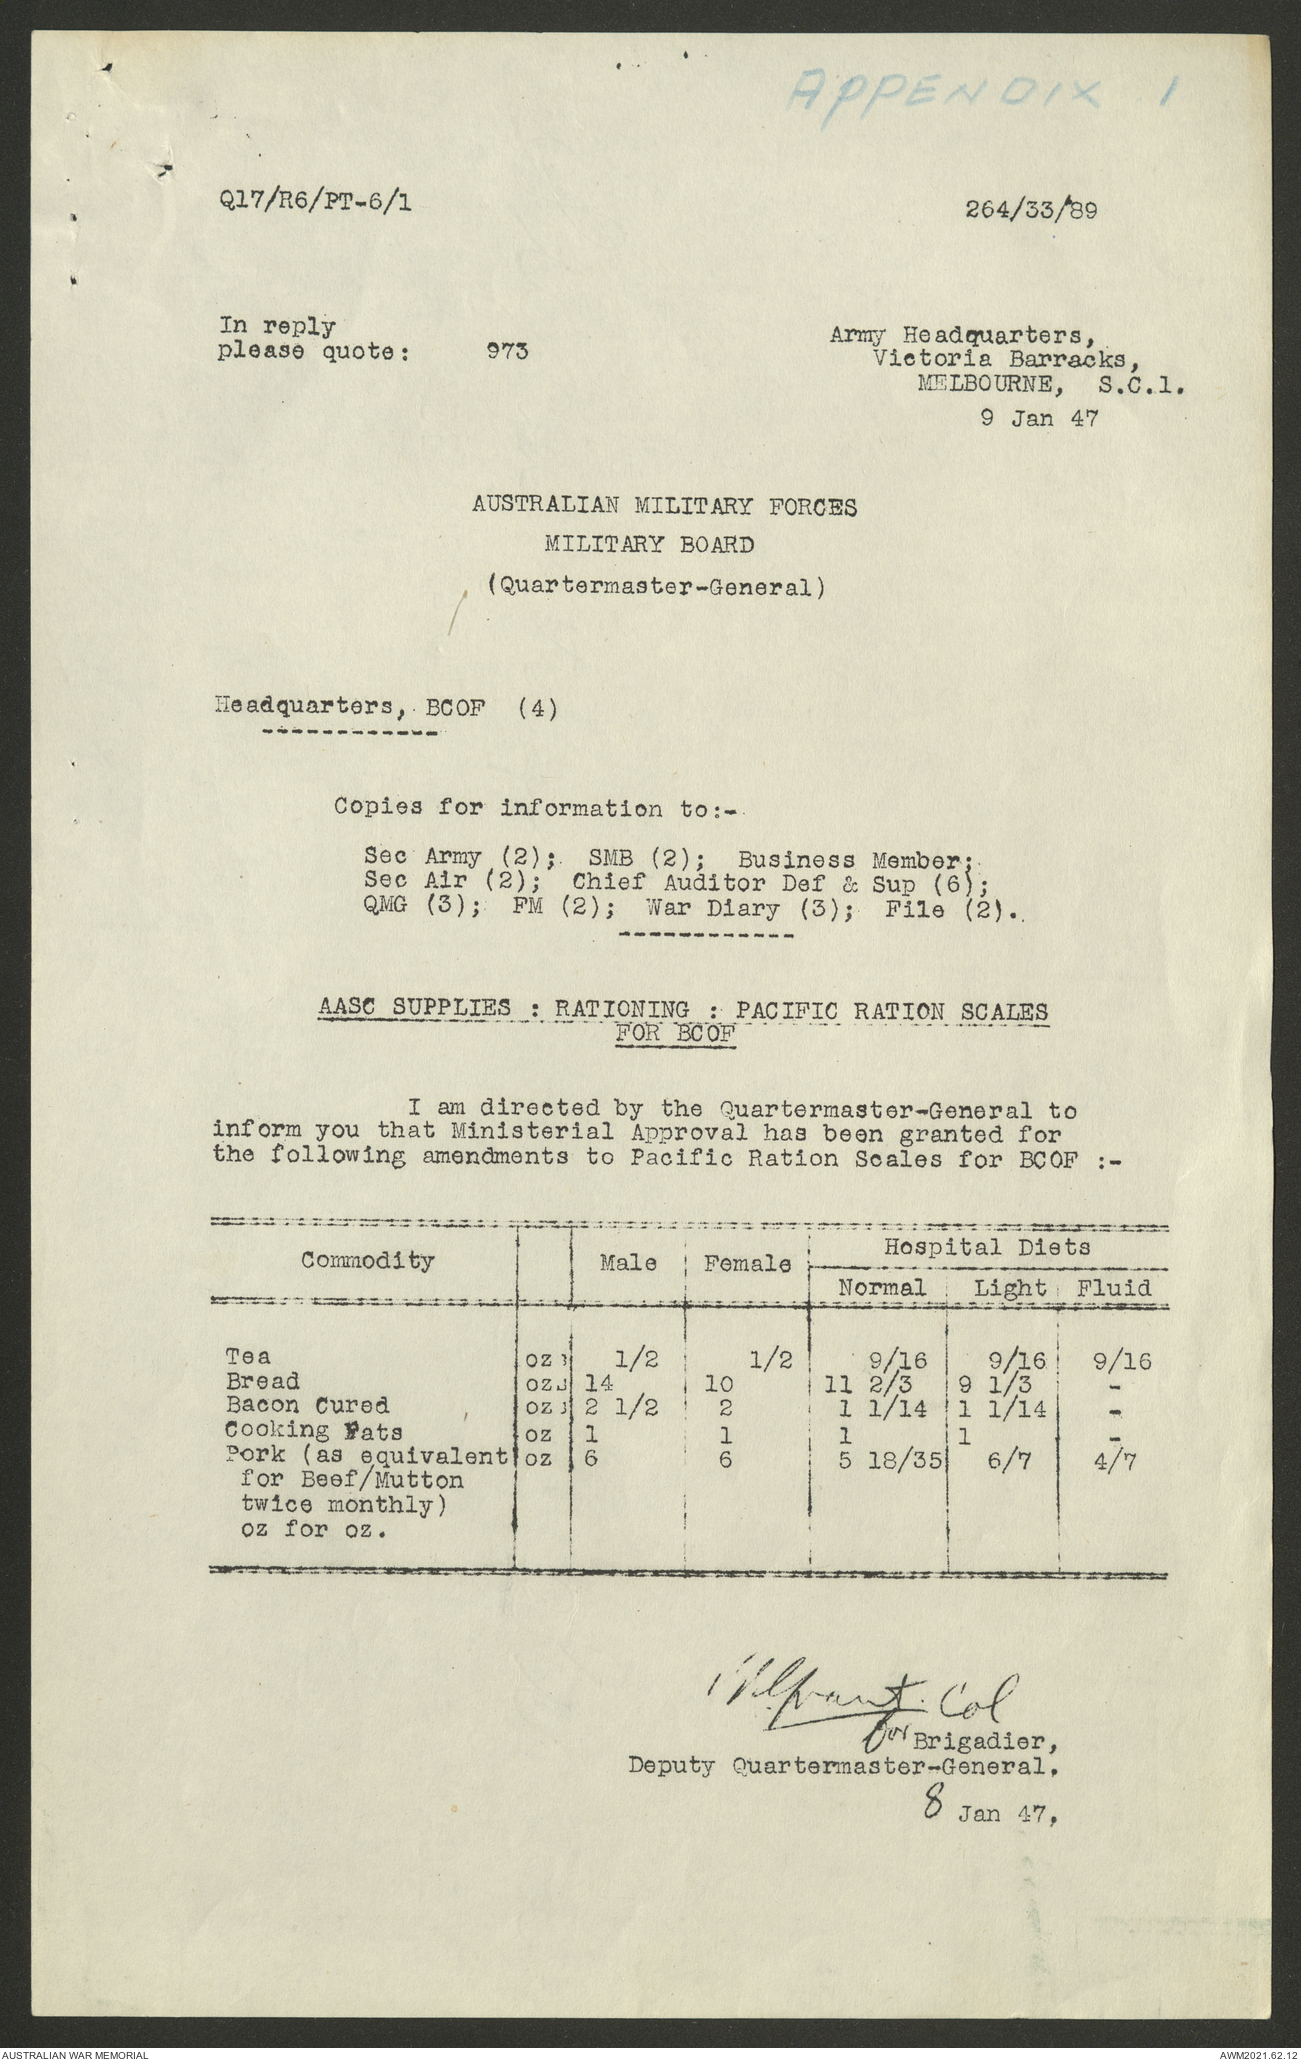 APPENDIX 1
Q17/R6/PT-6/1 264/33/89
In reply
please quote: 973
Army Headquarters,
Victoria Barracks,
MELBOURNE, S.C.1.
9 Jan 47
AUSTRALIAN MILITARY FORCES
MILITARY BOARD
(Quartermaster-General)
Headquarters, BCOF (4)
Copies for information to:-
Sec Army (2); SMB (2); Business Member;
Sec Air (2); Chief Auditor Def & Sup (6);
QMG (3); FM (2); War Diary (3); File (2).
AASC SUPPLIES : RATIONING : PACIFIC RATION SCALES
FOR BCOF
I am directed by the Quartermaster-General to
inform you that Ministerial Approval has been granted for
the following amendments to Pacific Ration Scales for BCOF :-
Commodity Male Female Hospital Diets
Normal Light Fluid
Tea oz 1/2 1/2 9/16 9/16 9/16
Bread oz 14 10 11 2/3 9 1/3 -
Bacon Cured oz 2 1/2 2 1 1/14 1 1/14 -
Cooking Fats oz 1 1 1 1 -
Pork (as equivalent oz 6 6 5 18/35 6/7 4/7
for Beef/Mutton
twice monthly)
oz for oz.
Col
for Brigadier,
Deputy Quartermaster-General.
8 Jan 47.
AUSTRALIAN WAR MEMORIAL AWM2021.62.12